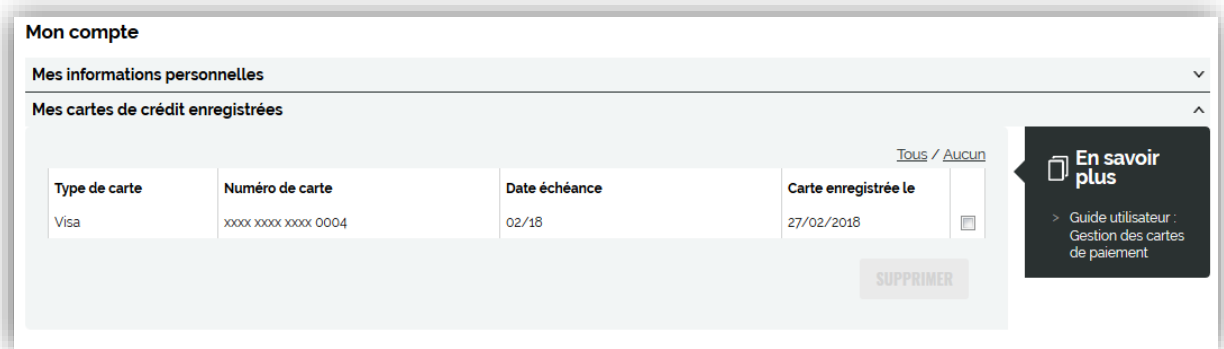 Mon compte
Mes informations personnelles
Mes cartes de crédit enregistrées
Tous / Aucun
Type de carte Numéro de carte Date échéance Carte enregistrée le
Visa xxxx xxxx xxxx 0004 02/18 27/02/2018
SUPPRIMER
En savoir
plus
> Guide utilisateur :
Gestion des cartes
de paiement